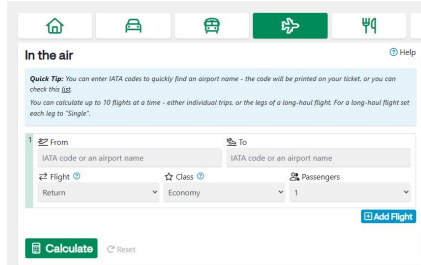 In the air
Help
Quick Tip: You can enter IATA codes to quickly find an airport name - the code will be printed on your ticket, or you can
check this list.
You can calculate up to 10 flights at a time - either individual trips, or the legs of a long-haul flight. For a long-haul flight set
each leg to "Single".
1 From To
IATA code or an airport name IATA code or an airport name
Flight Class Passengers
Return Economy 1
Add Flight
Calculate Reset